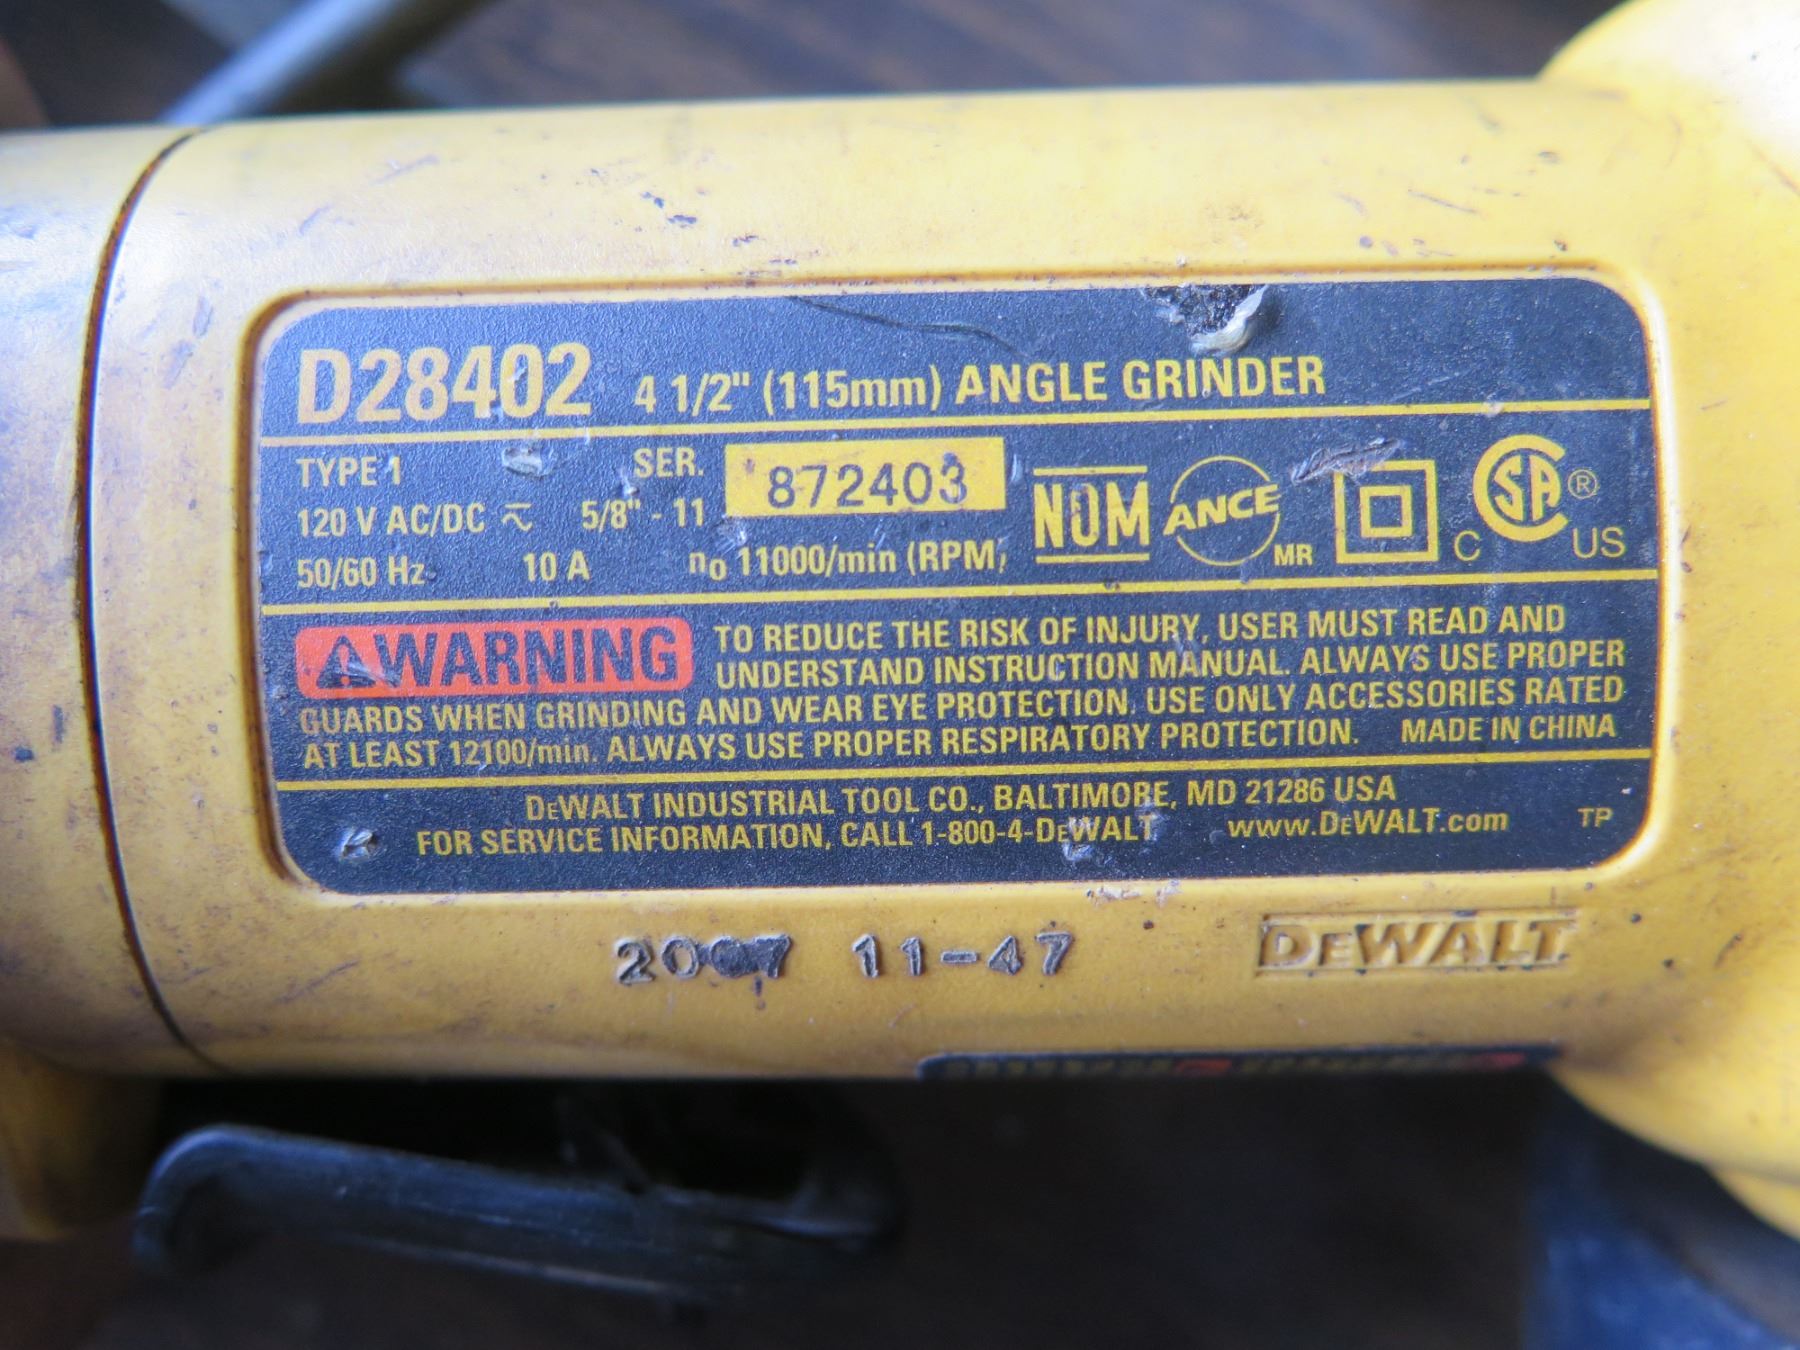 D28402 4 1/2" (115mm) ANGLE GRINDER
TYPE 1 SER. 872403
120 V AC/DC 5/8" - 11
50/60 Hz 10 A no 11000/min (RPM)
NOM ANCE MR C SA® C US
WARNING TO REDUCE THE RISK OF INJURY, USER MUST READ AND
UNDERSTAND INSTRUCTION MANUAL. ALWAYS USE PROPER
GUARDS WHEN GRINDING AND WEAR EYE PROTECTION. USE ONLY ACCESSORIES RATED
AT LEAST 12100/min. ALWAYS USE PROPER RESPIRATORY PROTECTION. MADE IN CHINA
DEWALT INDUSTRIAL TOOL CO., BALTIMORE, MD 21286 USA
FOR SERVICE INFORMATION, CALL 1-800-4-DEWALT www.DEWALT.com TP
2007 11-47 DEWALT